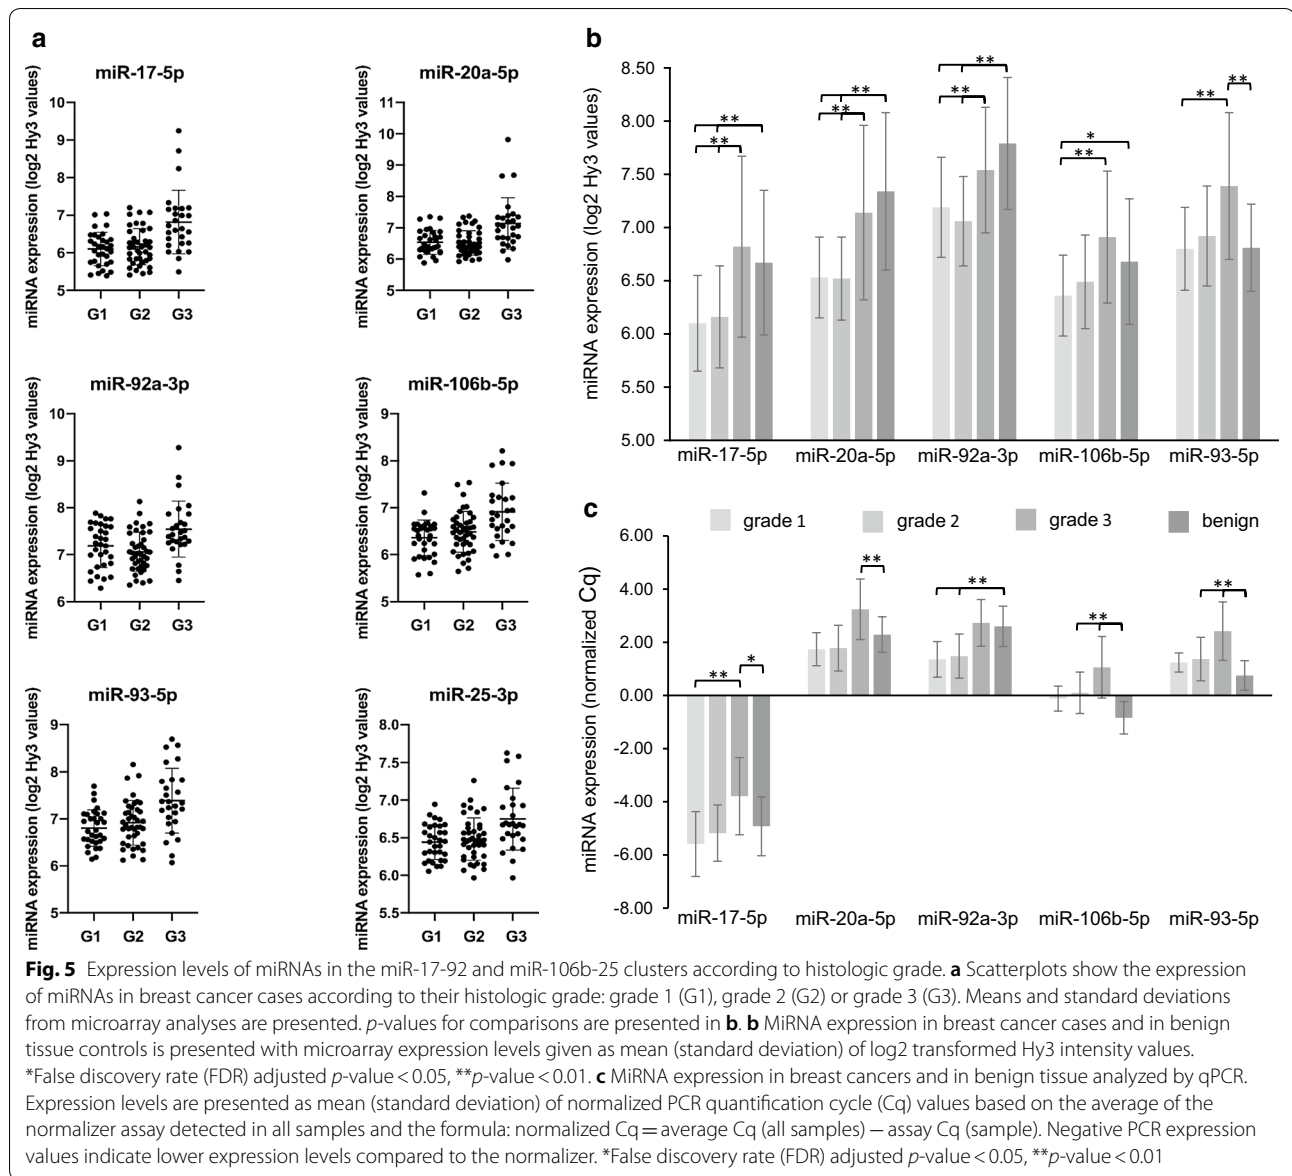 a
miR-17-5p
miRNA expression (log2 Hy3 values)
10
9
8
7
6
5
G1 G2 G3
miR-20a-5p
miRNA expression (log2 Hy3 values)
11
10
9
8
7
6
5
G1 G2 G3
miR-92a-3p
miRNA expression (log2 Hy3 values)
10
9
8
7
6
G1 G2 G3
miR-106b-5p
miRNA expression (log2 Hy3 values)
9
8
7
6
5
G1 G2 G3
miR-93-5p
miRNA expression (log2 Hy3 values)
9
8
7
6
5
G1 G2 G3
miR-25-3p
miRNA expression (log2 Hy3 values)
8.0
7.5
7.0
6.5
6.0
5.5
G1 G2 G3
b
miRNA expression (log2 Hy3 values)
8.50
8.00
7.50
7.00
6.50
6.00
5.50
5.00
** ** ** ** ** ** * ** ** **
miR-17-5p miR-20a-5p miR-92a-3p miR-106b-5p miR-93-5p
c
grade 1 grade 2 grade 3 benign
miRNA expression (normalized Cq)
6.00
4.00
2.00
0.00
-2.00
-4.00
-6.00
-8.00
** * ** ** ** **
miR-17-5p miR-20a-5p miR-92a-3p miR-106b-5p miR-93-5p
Fig. 5 Expression levels of miRNAs in the miR-17-92 and miR-106b-25 clusters according to histologic grade. a Scatterplots show the expression
of miRNAs in breast cancer cases according to their histologic grade: grade 1 (G1), grade 2 (G2) or grade 3 (G3). Means and standard deviations
from microarray analyses are presented. p-values for comparisons are presented in b. b MiRNA expression in breast cancer cases and in benign
tissue controls is presented with microarray expression levels given as mean (standard deviation) of log2 transformed Hy3 intensity values.
*False discovery rate (FDR) adjusted p-value < 0.05, **p-value < 0.01. c MiRNA expression in breast cancers and in benign tissue analyzed by qPCR.
Expression levels are presented as mean (standard deviation) of normalized PCR quantification cycle (Cq) values based on the average of the
normalizer assay detected in all samples and the formula: normalized Cq = average Cq (all samples) − assay Cq (sample). Negative PCR expression
values indicate lower expression levels compared to the normalizer. *False discovery rate (FDR) adjusted p-value < 0.05, **p-value < 0.01